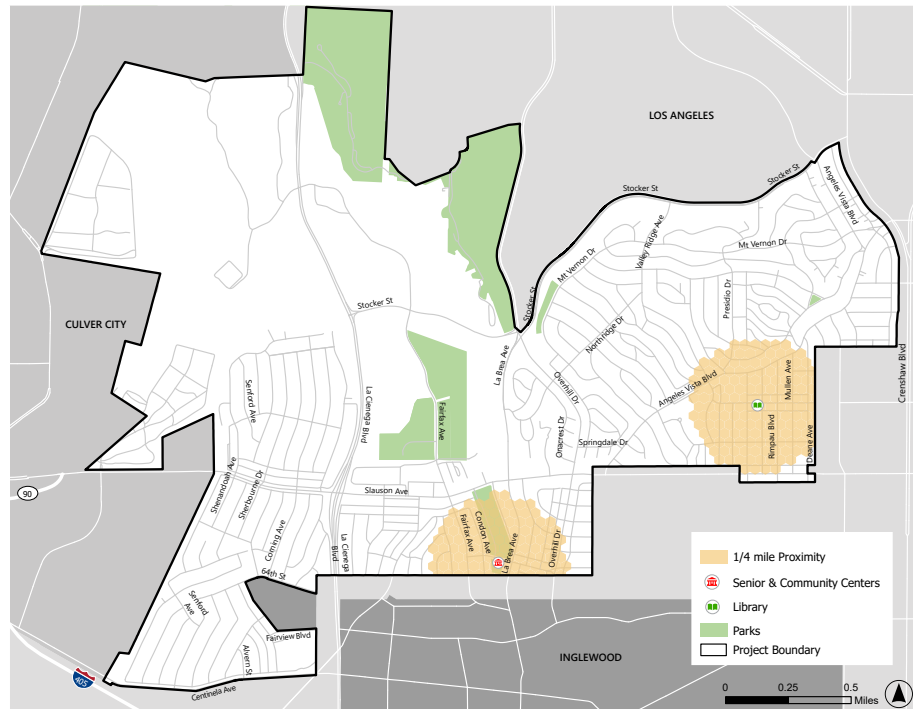 LOS ANGELES
Stocker St
Angeles Vista Blvd
Stocker St
Valley Ridge Ave
Mt Vernon Dr
Mt Vernon Dr
Presidio Dr
Stocker St
Stocker St
CULVER CITY
Northridge Dr
La Brea Ave
Crenshaw Blvd
Mullen Ave
Overhill Dr
Angeles Vista Blvd
Senford Ave
La Cienega Blvd
Fairfax Ave
Rimpau Blvd
Onacrest Dr
Springdale Dr
Deane Ave
Shenandoah Ave
Sherbourne Dr
Slauson Ave
90
Corning Ave
La Cienega Blvd
Fairfax Ave
Condon Ave
La Brea Ave
Overhill Dr
64th St
Senford Ave
Fairview Blvd
Alvern St
INGLEWOOD
405
Centinela Ave
1/4 mile Proximity
Senior & Community Centers
Library
Parks
Project Boundary
0 0.25 0.5
Miles